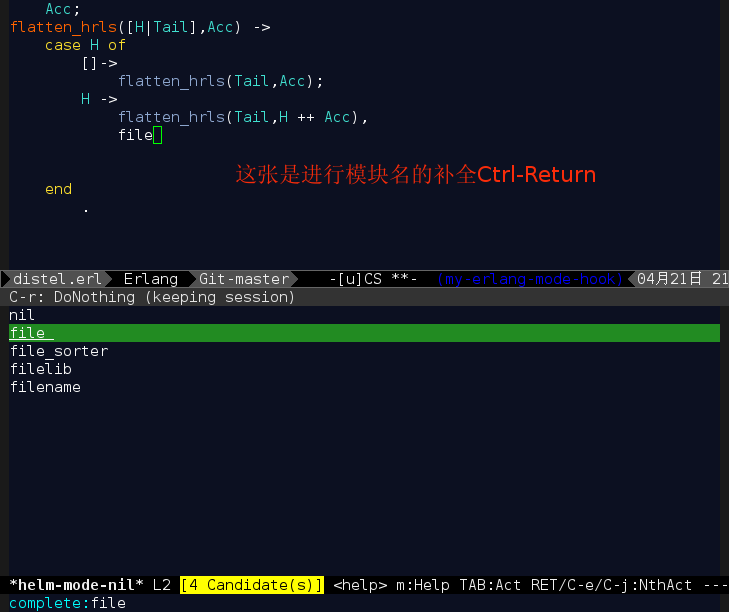 Acc;
flatten_hrls([H|Tail],Acc) ->
case H of
[]->
flatten_hrls(Tail,Acc);
H ->
flatten_hrls(Tail,H ++ Acc),
file
这张是进行模块名的补全Ctrl-Return
end
.
distel.erl Erlang Git-master -[u]CS **- (my-erlang-mode-hook) 04月21日 21
C-r: DoNothing (keeping session)
nil
file
file_sorter
filelib
filename
*helm-mode-nil* L2 [4 Candidate(s)] <help> m:Help TAB:Act RET/C-e/C-j:NthAct ---
complete:file